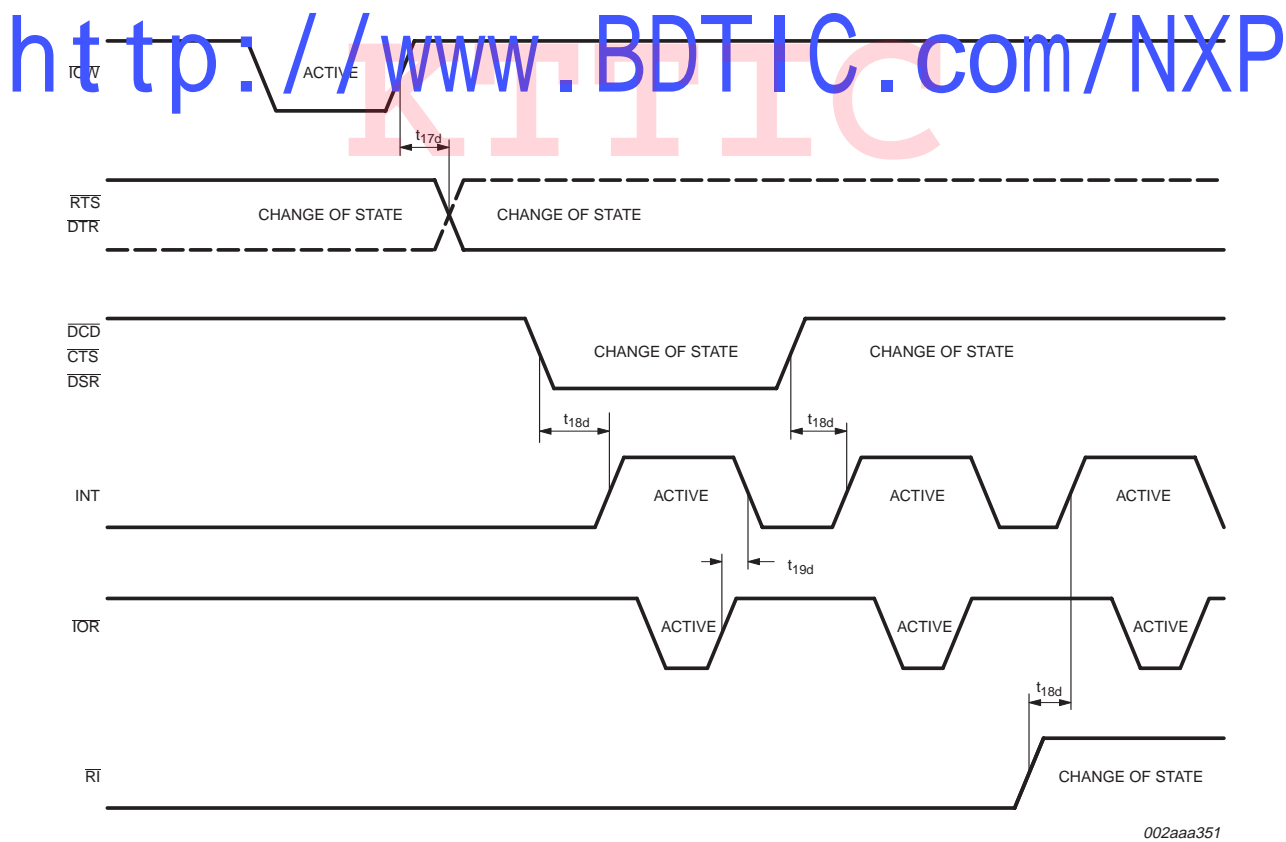 http://www.BDTIC.com/NXP
KTTIC
IOW
ACTIVE
t17d
RTS
DTR
CHANGE OF STATE
CHANGE OF STATE
DCD
CTS
DSR
CHANGE OF STATE
CHANGE OF STATE
t18d
t18d
INT
ACTIVE
ACTIVE
ACTIVE
t19d
IOR
ACTIVE
ACTIVE
ACTIVE
t18d
RI
CHANGE OF STATE
002aaa351